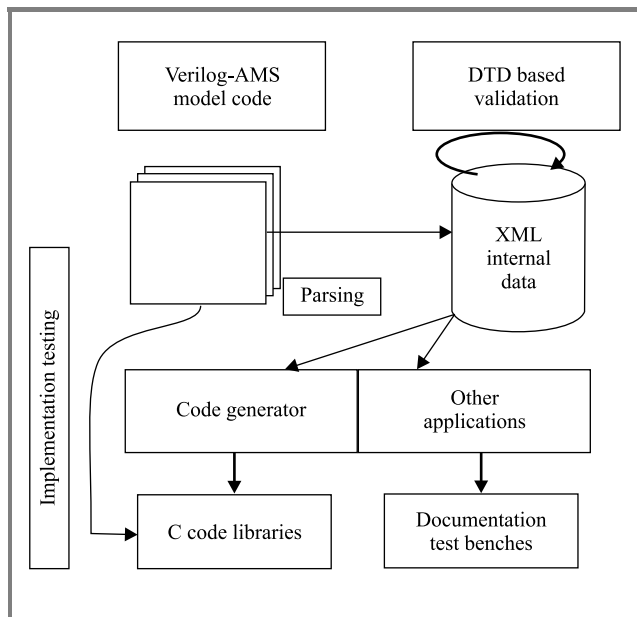 Verilog-AMS
model code
DTD based
validation
XML
internal
data
Parsing
Implementation testing
Code generator
Other
applications
C code libraries
Documentation
test benches